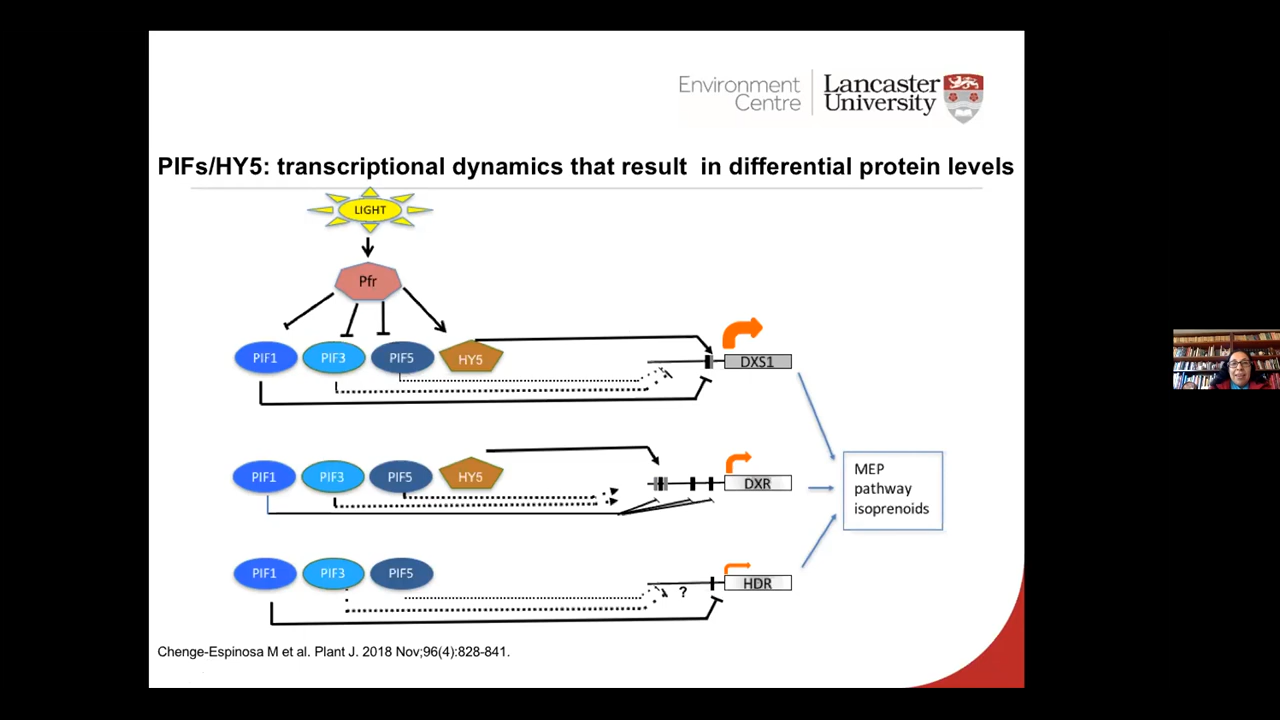 Environment
Centre
Lancaster
University
PIFs/HY5: transcriptional dynamics that result in differential protein levels
LIGHT
Pfr
PIF1 PIF3 PIF5 HY5 DXS1
PIF1 PIF3 PIF5 HY5 DXR
MEP
pathway
isoprenoids
PIF1 PIF3 PIF5 ? HDR
Chenge-Espinosa M et al. Plant J. 2018 Nov;96(4):828-841.